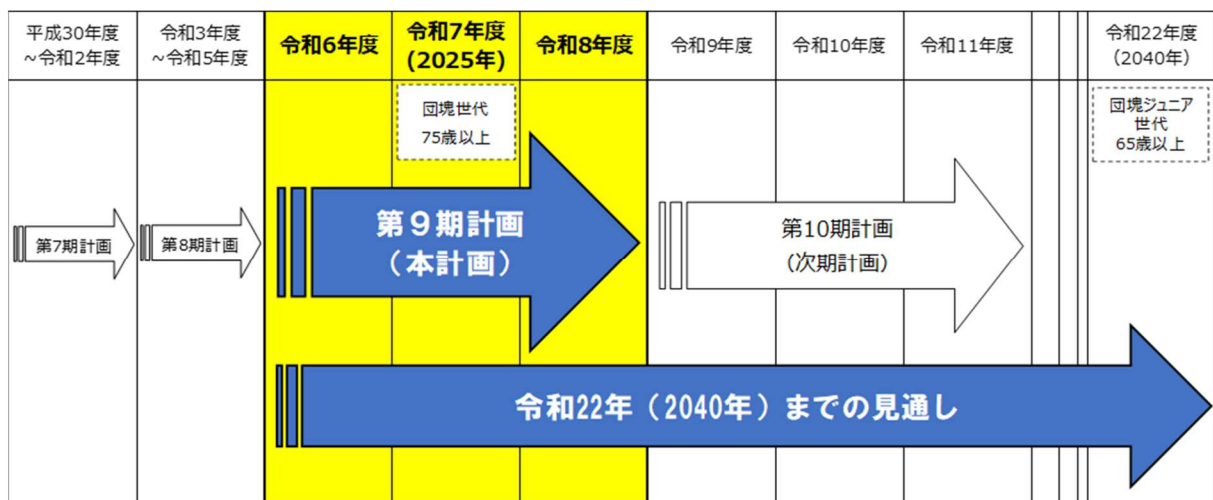 平成30年度
~令和2年度
令和3年度
~令和5年度
令和6年度
令和7年度
(2025年)
令和8年度
令和9年度
令和10年度
令和11年度
令和22年度
(2040年)
団塊世代
75歳以上
団塊ジュニア
世代
65歳以上
第7期計画
第8期計画
第9期計画
(本計画)
第10期計画
(次期計画)
令和22年(2040年)までの見通し